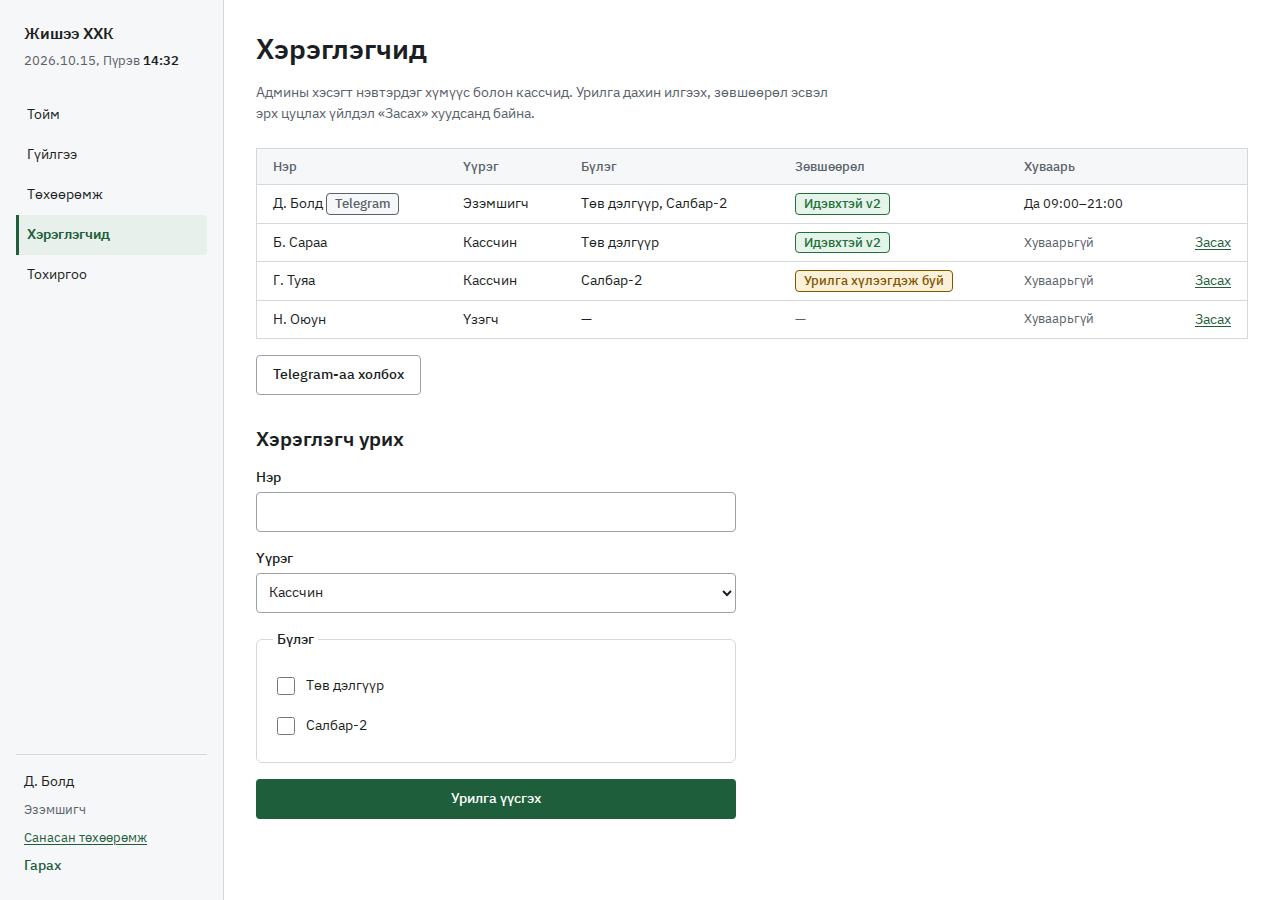 Жишээ ХХК
2026.10.15, Пүрэв 14:32
Тойм
Гүйлгээ
Төхөөрөмж
Хэрэглэгчид
Тохиргоо
Д. Болд
Эзэмшигч
Санасан төхөөрөмж
Гарах
Хэрэглэгчид
Админы хэсэгт нэвтэрдэг хүмүүс болон кассчид. Урилга дахин илгээх, зөвшөөрөл эсвэл
эрх цуцлах үйлдэл «Засах» хуудсанд байна.
Нэр Үүрэг Бүлэг Зөвшөөрөл Хуваарь
Д. Болд Telegram Эзэмшигч Төв дэлгүүр, Салбар-2 Идэвхтэй v2 Да 09:00–21:00
Б. Сараа Кассчин Төв дэлгүүр Идэвхтэй v2 Хуваарьгүй Засах
Г. Туяа Кассчин Салбар-2 Урилга хүлээгдэж буй Хуваарьгүй Засах
Н. Оюун Үзэгч — — Хуваарьгүй Засах
Telegram-аа холбох
Хэрэглэгч урих
Нэр
Үүрэг
Кассчин
Бүлэг
Төв дэлгүүр
Салбар-2
Урилга үүсгэх